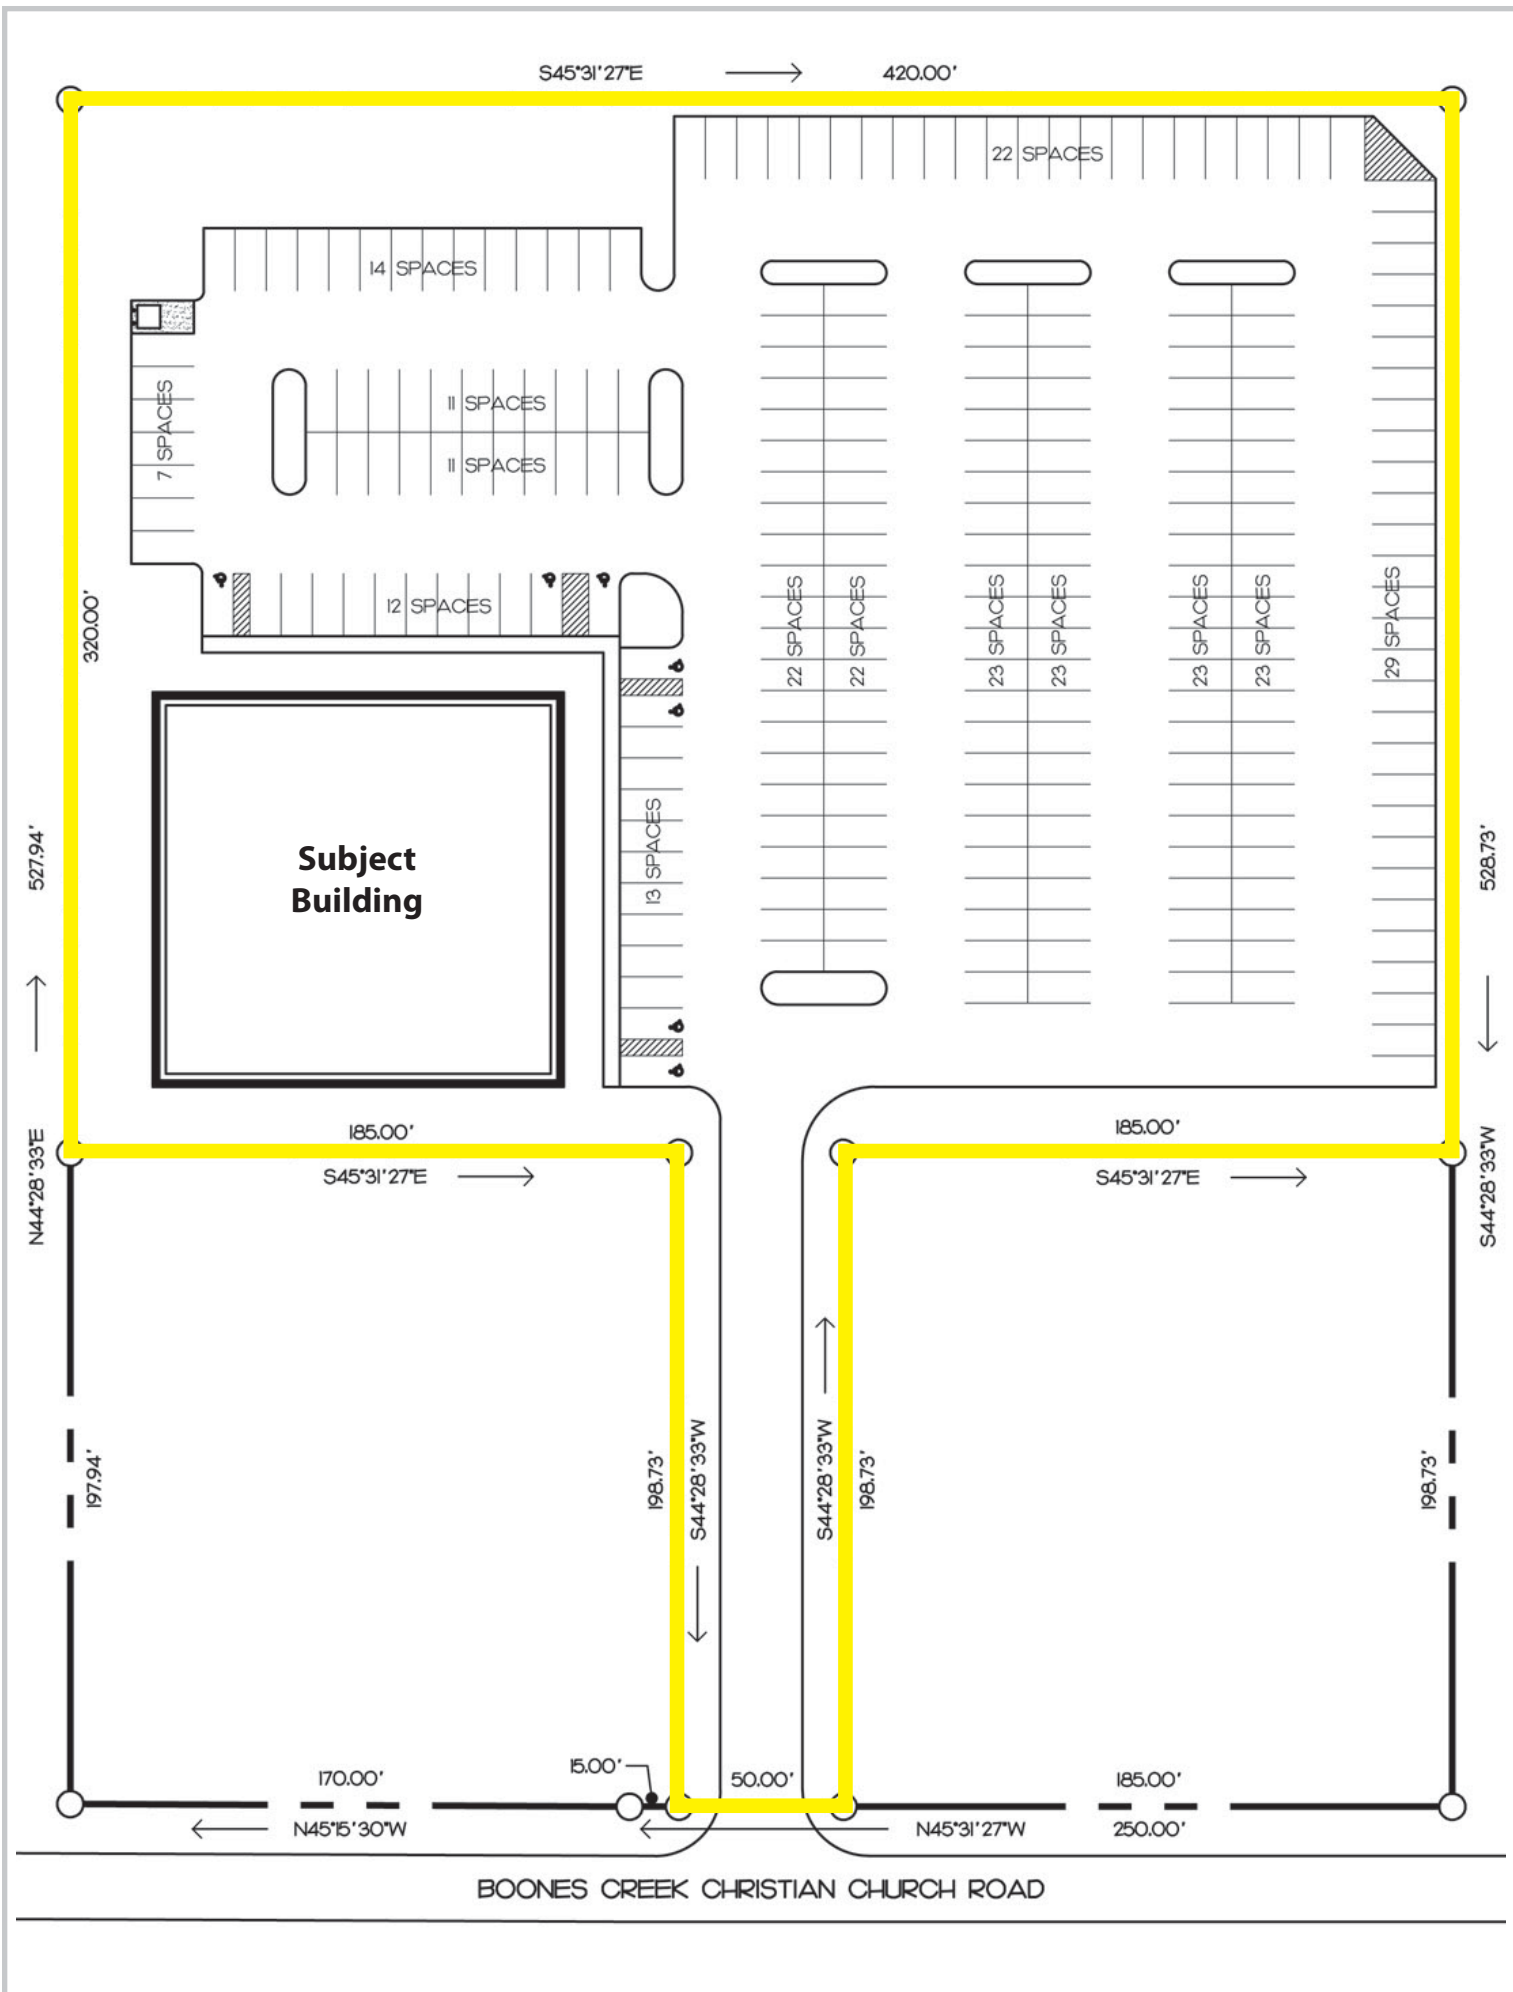 S45°31'27"E
420.00'
22 SPACES
14 SPACES
11 SPACES
11 SPACES
7 SPACES
12 SPACES
320.00'
22 SPACES
22 SPACES
23 SPACES
23 SPACES
23 SPACES
23 SPACES
29 SPACES
13 SPACES
Subject
Building
527.94'
528.73'
N44°28'33"E
S44°28'33"W
185.00'
S45°31'27"E
185.00'
S45°31'27"E
197.94'
198.73'
S44°28'33"W
S44°28'33"W
198.73'
198.73'
170.00'
15.00'
50.00'
185.00'
N45°15'30"W
N45°31'27"W
250.00'
BOONES CREEK CHRISTIAN CHURCH ROAD